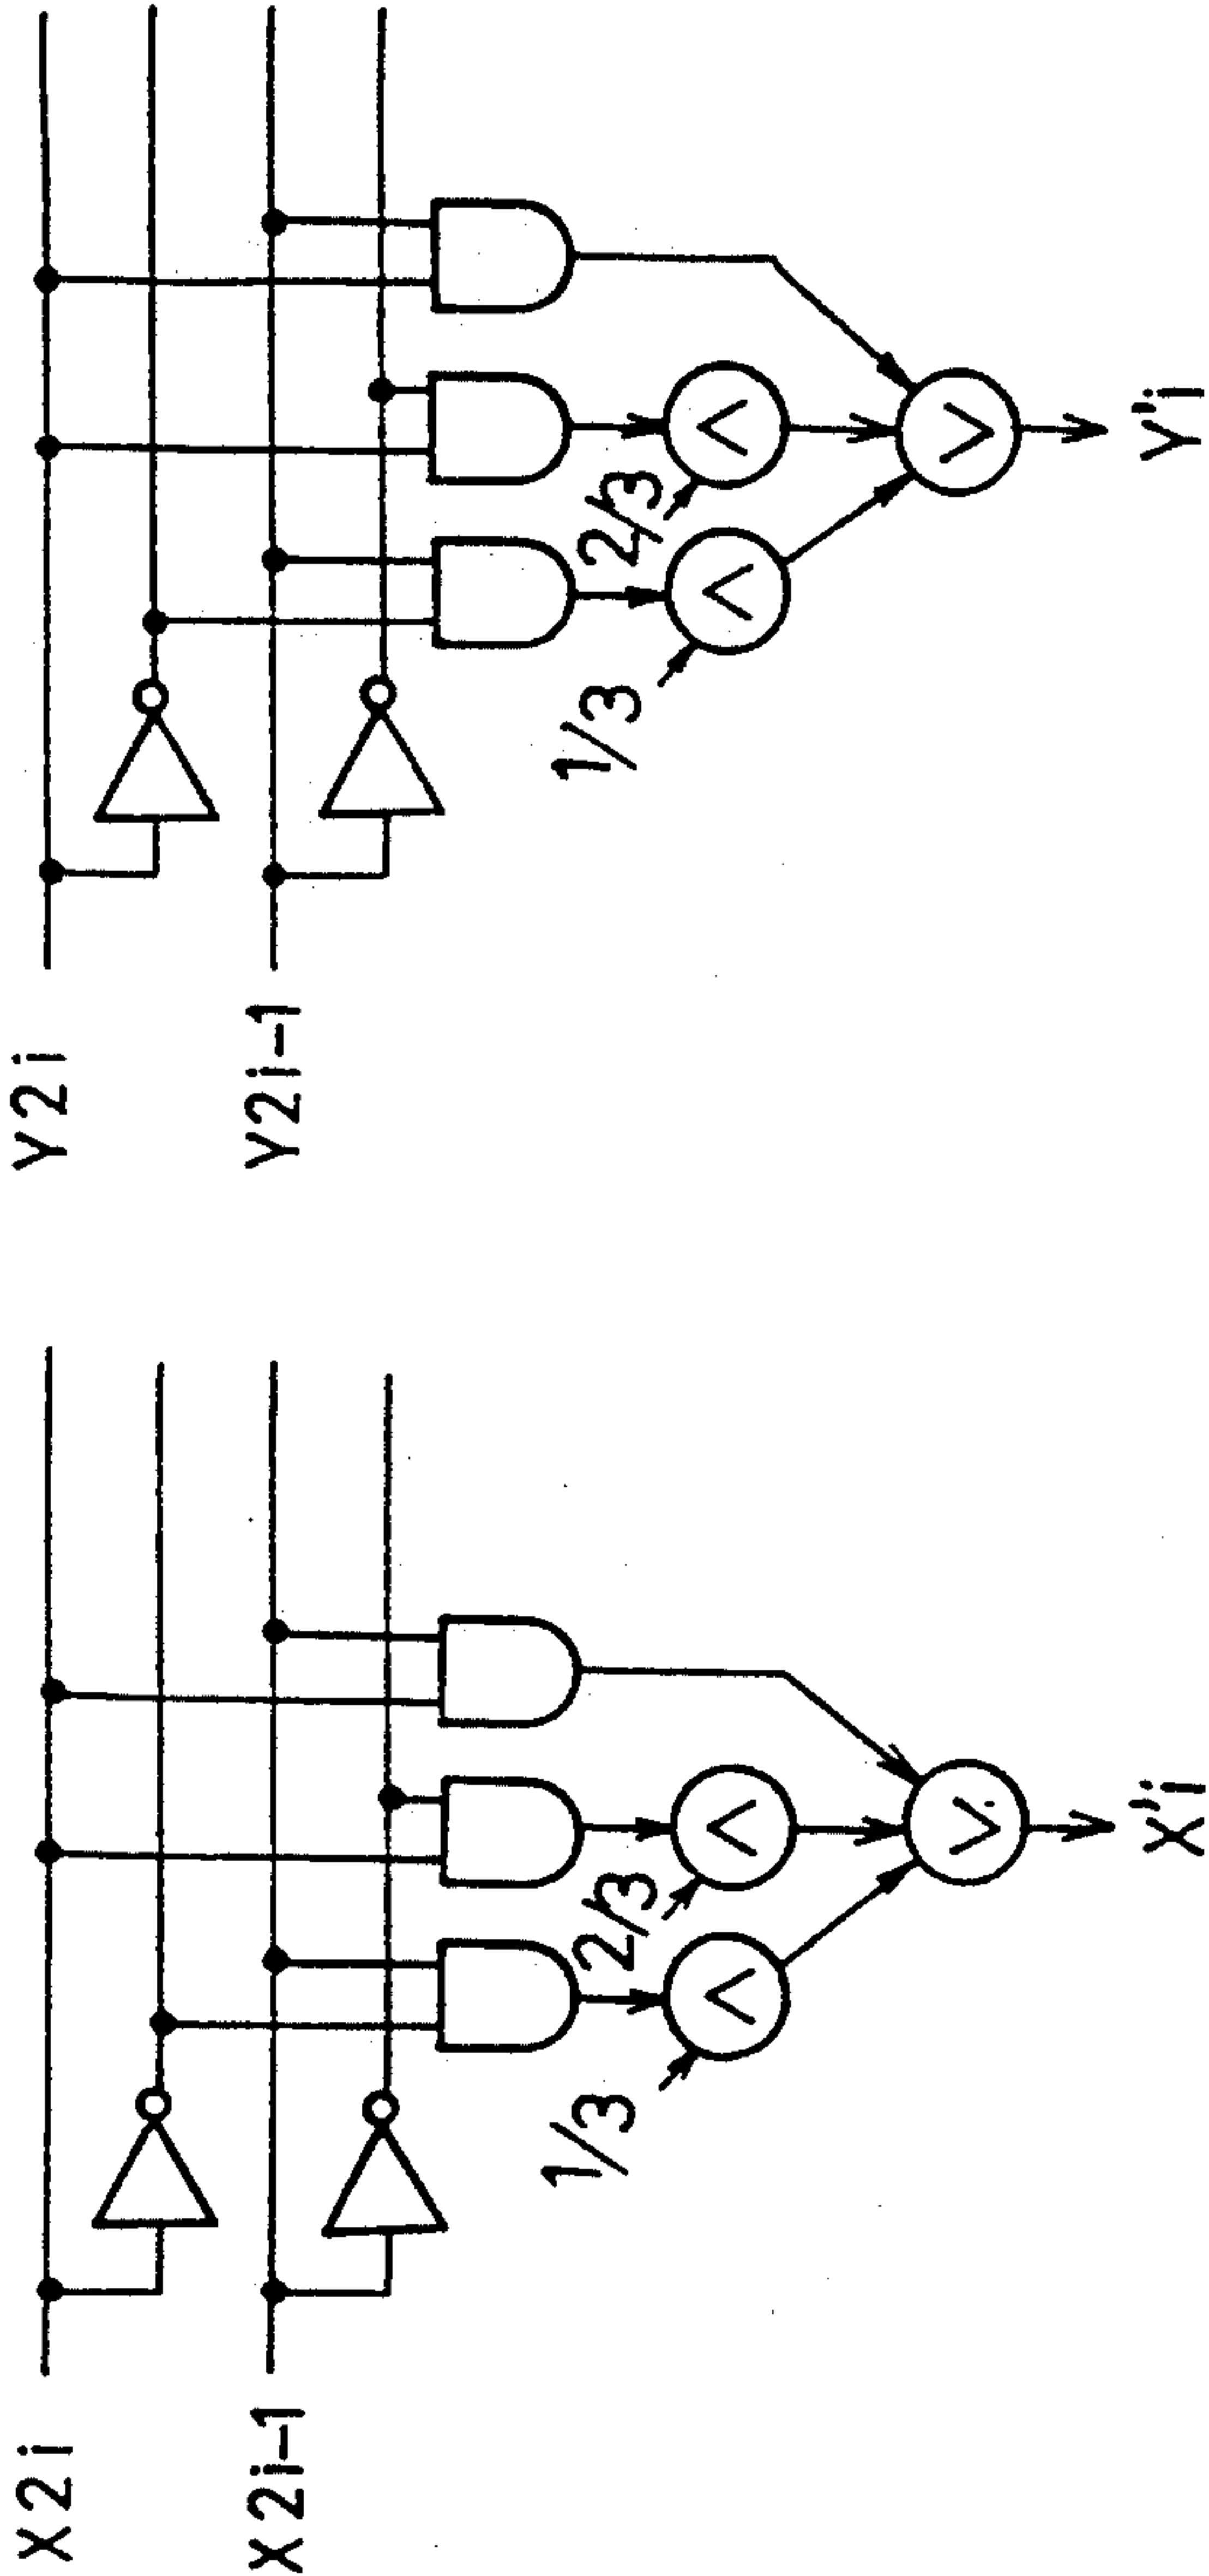 X2i
X2i-1
1/3
2/3
∧
∧
∨
X'i
Y2i
Y2i-1
1/3
2/3
∧
∧
∨
Y'i